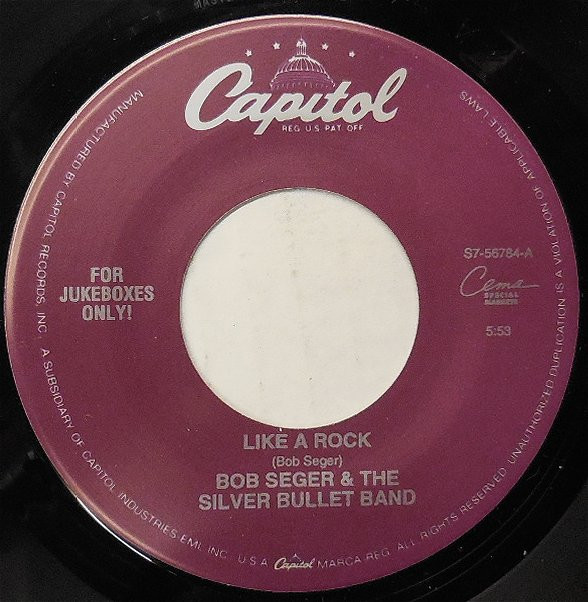 Capitol
REG U.S PAT. OFF.
FOR
JUKEBOXES
ONLY!
S7-56784-A
Cema
SPECIAL
MARKETS
5:53
LIKE A ROCK
(Bob Seger)
BOB SEGER & THE
SILVER BULLET BAND
MANUFACTURED BY CAPITOL RECORDS, INC., A SUBSIDIARY OF CAPITOL INDUSTRIES-EMI, INC., U.S.A. Capitol MARCA REG. ALL RIGHTS RESERVED. UNAUTHORIZED DUPLICATION IS A VIOLATION OF APPLICABLE LAWS